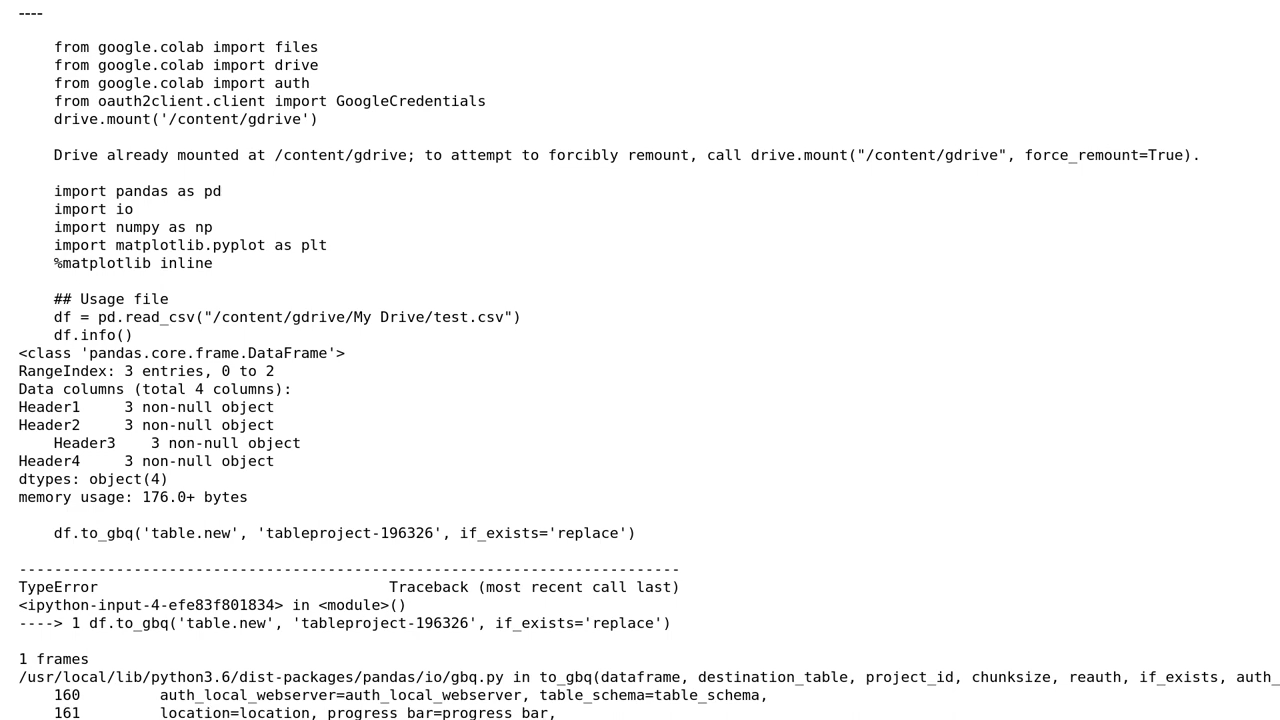 ----
from google.colab import files
from google.colab import drive
from google.colab import auth
from oauth2client.client import GoogleCredentials
drive.mount('/content/gdrive')
Drive already mounted at /content/gdrive; to attempt to forcibly remount, call drive.mount("/content/gdrive", force_remount=True).
import pandas as pd
import io
import numpy as np
import matplotlib.pyplot as plt
%matplotlib inline
## Usage file
df = pd.read_csv("/content/gdrive/My Drive/test.csv")
df.info()
<class 'pandas.core.frame.DataFrame'>
RangeIndex: 3 entries, 0 to 2
Data columns (total 4 columns):
Header1     3 non-null object
Header2     3 non-null object
Header3    3 non-null object
Header4     3 non-null object
dtypes: object(4)
memory usage: 176.0+ bytes
df.to_gbq('table.new', 'tableproject-196326', if_exists='replace')
---------------------------------------------------------------------------
TypeError                                 Traceback (most recent call last)
<ipython-input-4-efe83f801834> in <module>()
----> 1 df.to_gbq('table.new', 'tableproject-196326', if_exists='replace')
1 frames
/usr/local/lib/python3.6/dist-packages/pandas/io/gbq.py in to_gbq(dataframe, destination_table, project_id, chunksize, reauth, if_exists, auth_
160         auth_local_webserver=auth_local_webserver, table_schema=table_schema,
161         location=location, progress_bar=progress_bar,